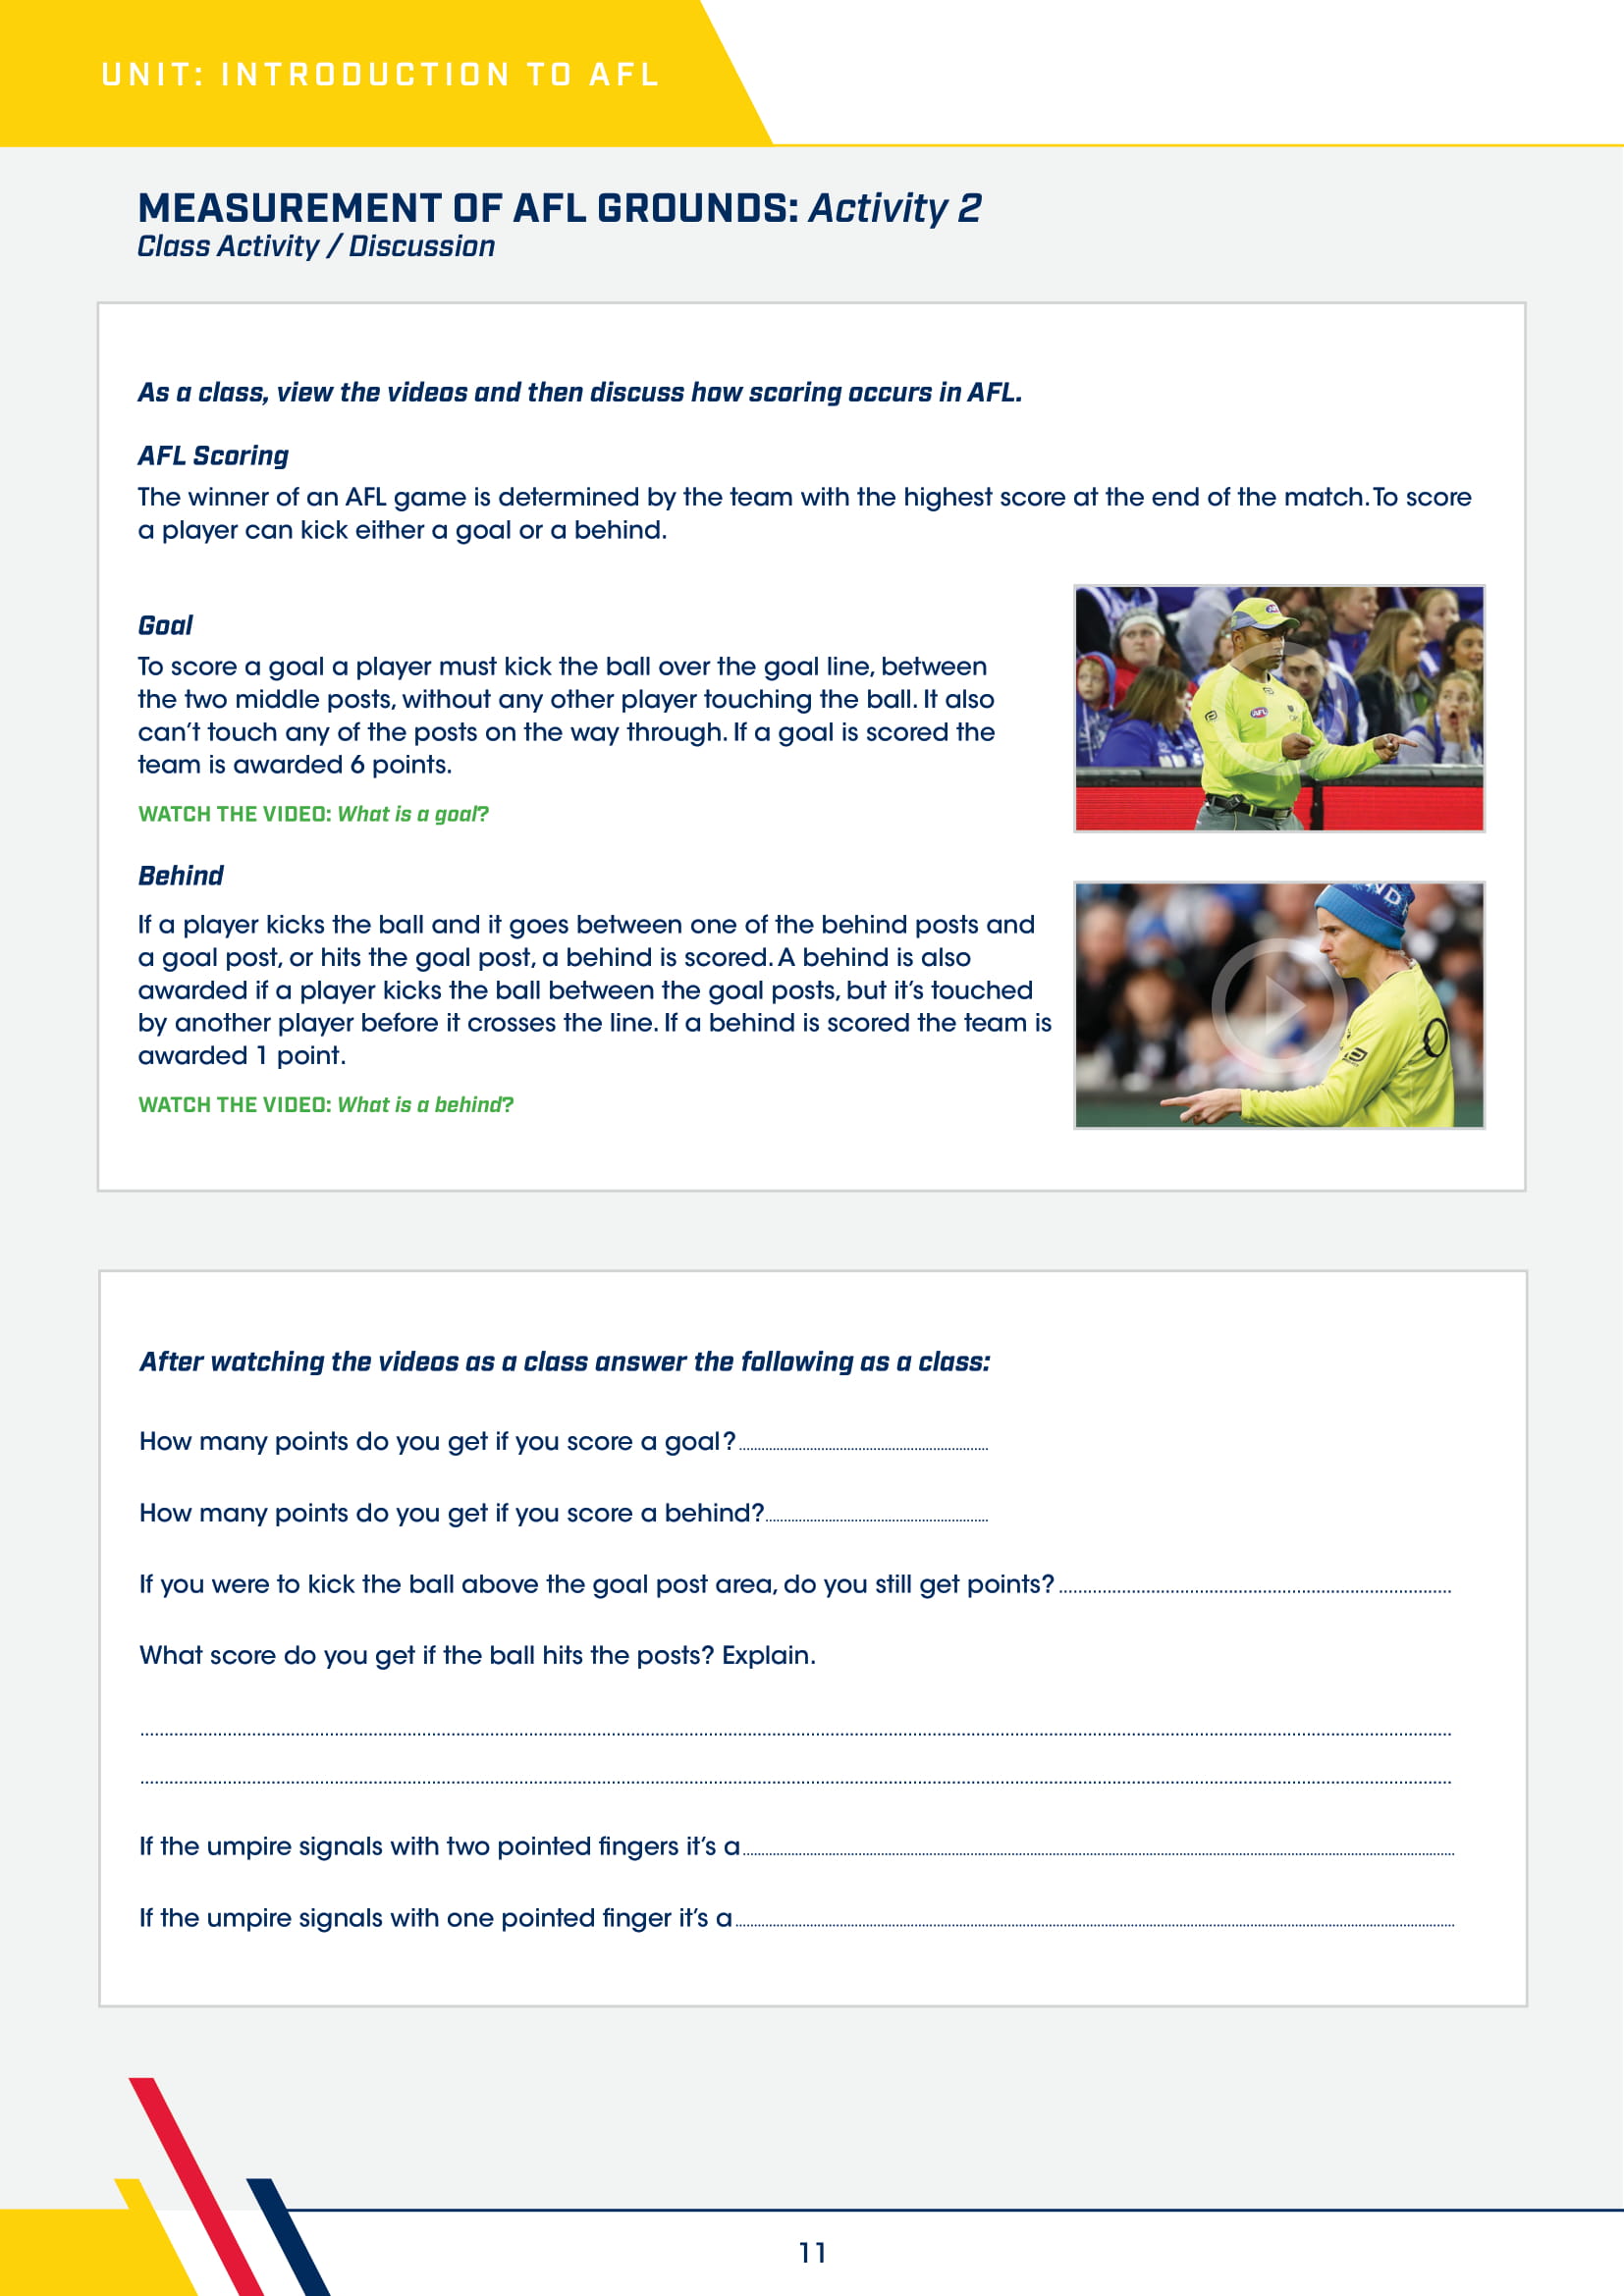 UNIT: INTRODUCTION TO AFL
MEASUREMENT OF AFL GROUNDS: Activity 2
Class Activity / Discussion
As a class, view the videos and then discuss how scoring occurs in AFL.
AFL Scoring
The winner of an AFL game is determined by the team with the highest score at the end of the match. To score
a player can kick either a goal or a behind.
Goal
To score a goal a player must kick the ball over the goal line, between
the two middle posts, without any other player touching the ball. It also
can't touch any of the posts on the way through. If a goal is scored the
team is awarded 6 points.
WATCH THE VIDEO: What is a goal?
AFL
Behind
If a player kicks the ball and it goes between one of the behind posts and
a goal post, or hits the goal post, a behind is scored. A behind is also
awarded if a player kicks the ball between the goal posts, but it's touched
by another player before it crosses the line. If a behind is scored the team is
awarded 1 point.
WATCH THE VIDEO: What is a behind?
After watching the videos as a class answer the following as a class:
How many points do you get if you score a goal?
How many points do you get if you score a behind?
If you were to kick the ball above the goal post area, do you still get points?
What score do you get if the ball hits the posts? Explain.
If the umpire signals with two pointed fingers it's a
If the umpire signals with one pointed finger it's a
11